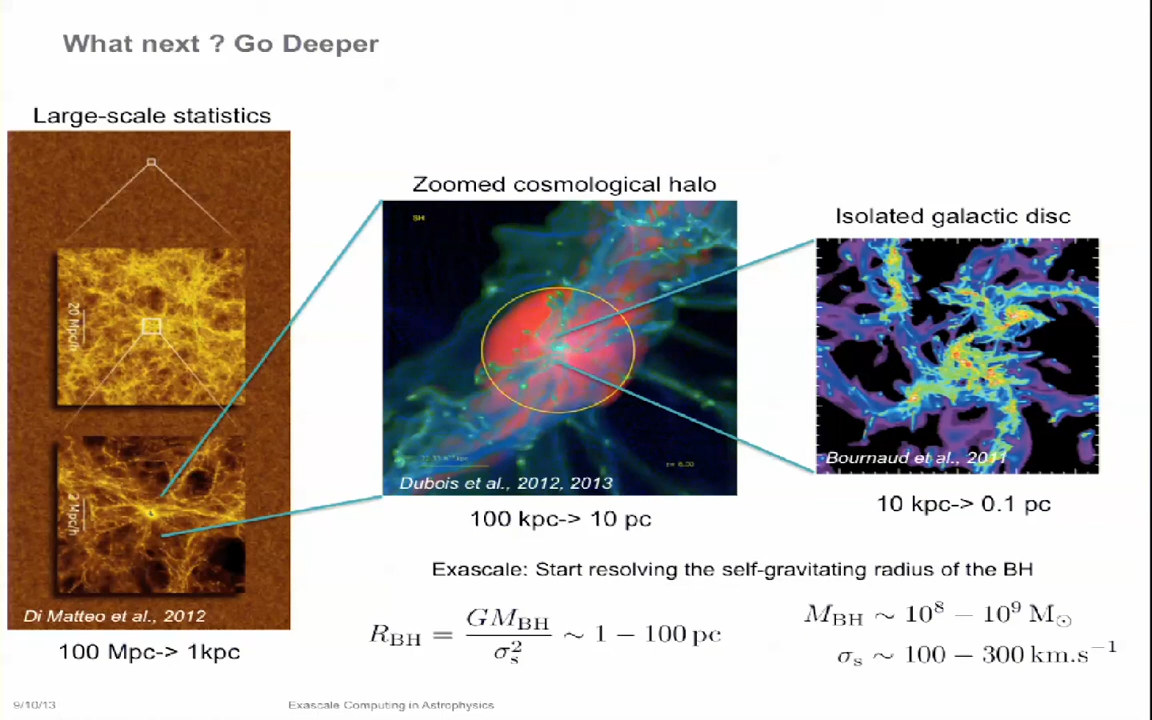 What next ? Go Deeper
Large-scale statistics
20 Mpc/h
2 Mpc/h
Di Matteo et al., 2012
100 Mpc-> 1kpc
Zoomed cosmological halo
Dubois et al., 2012, 2013
100 kpc-> 10 pc
Isolated galactic disc
Bournaud et al., 2011
10 kpc-> 0.1 pc
Exascale: Start resolving the self-gravitating radius of the BH
R_BH = GM_BH / σ_s^2 ∼ 1 − 100 pc
M_BH ∼ 10^8 − 10^9 M_⊙
σ_s ∼ 100 − 300 km.s^−1
9/10/13
Exascale Computing in Astrophysics